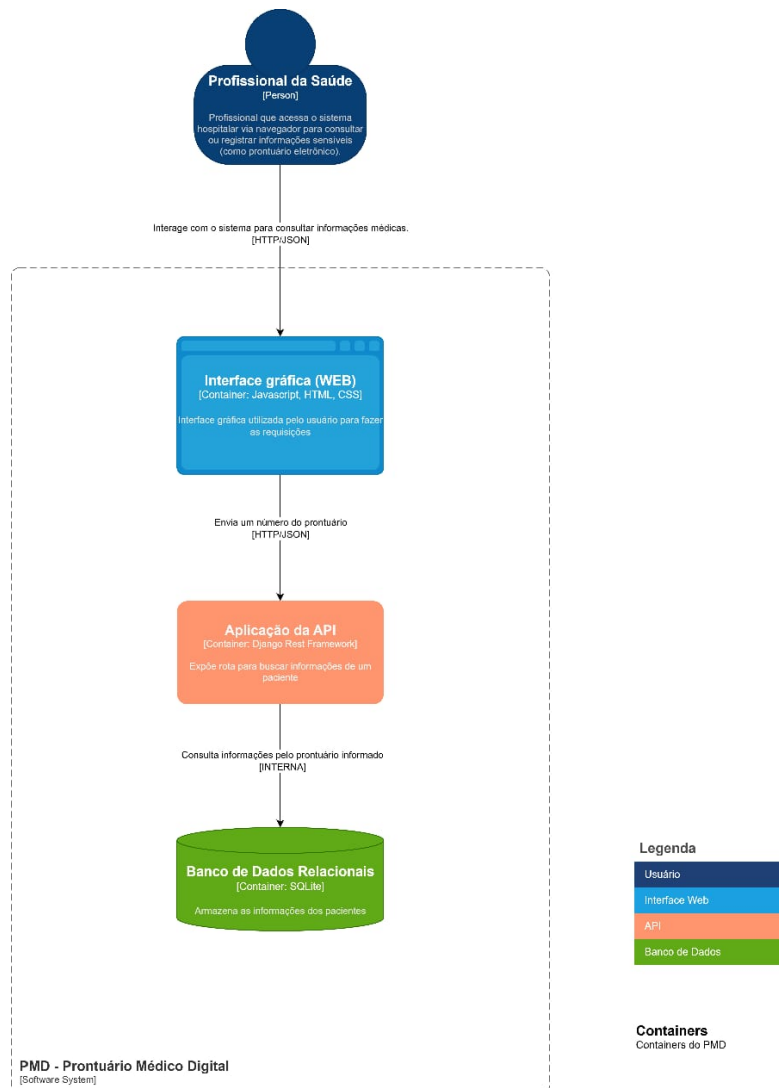 Profissional da Saúde
[Person]
Profissional que acessa o sistema
hospitalar via navegador para consultar
ou registrar informações sensíveis
(como prontuário eletrônico).
Interage com o sistema para consultar informações médicas.
[HTTP/JSON]
Interface gráfica (WEB)
[Container: Javascript, HTML, CSS]
Interface gráfica utilizada pelo usuário para fazer
as requisições
Envia um número do prontuário
[HTTP/JSON]
Aplicação da API
[Container: Django Rest Framework]
Expõe rota para buscar informações de um
paciente
Consulta informações pelo prontuário informado
[INTERNA]
Banco de Dados Relacionais
[Container: SQLite]
Armazena as informações dos pacientes
Legenda
Usuário
Interface Web
API
Banco de Dados
Containers
Containers do PMD
PMD - Prontuário Médico Digital
[Software System]